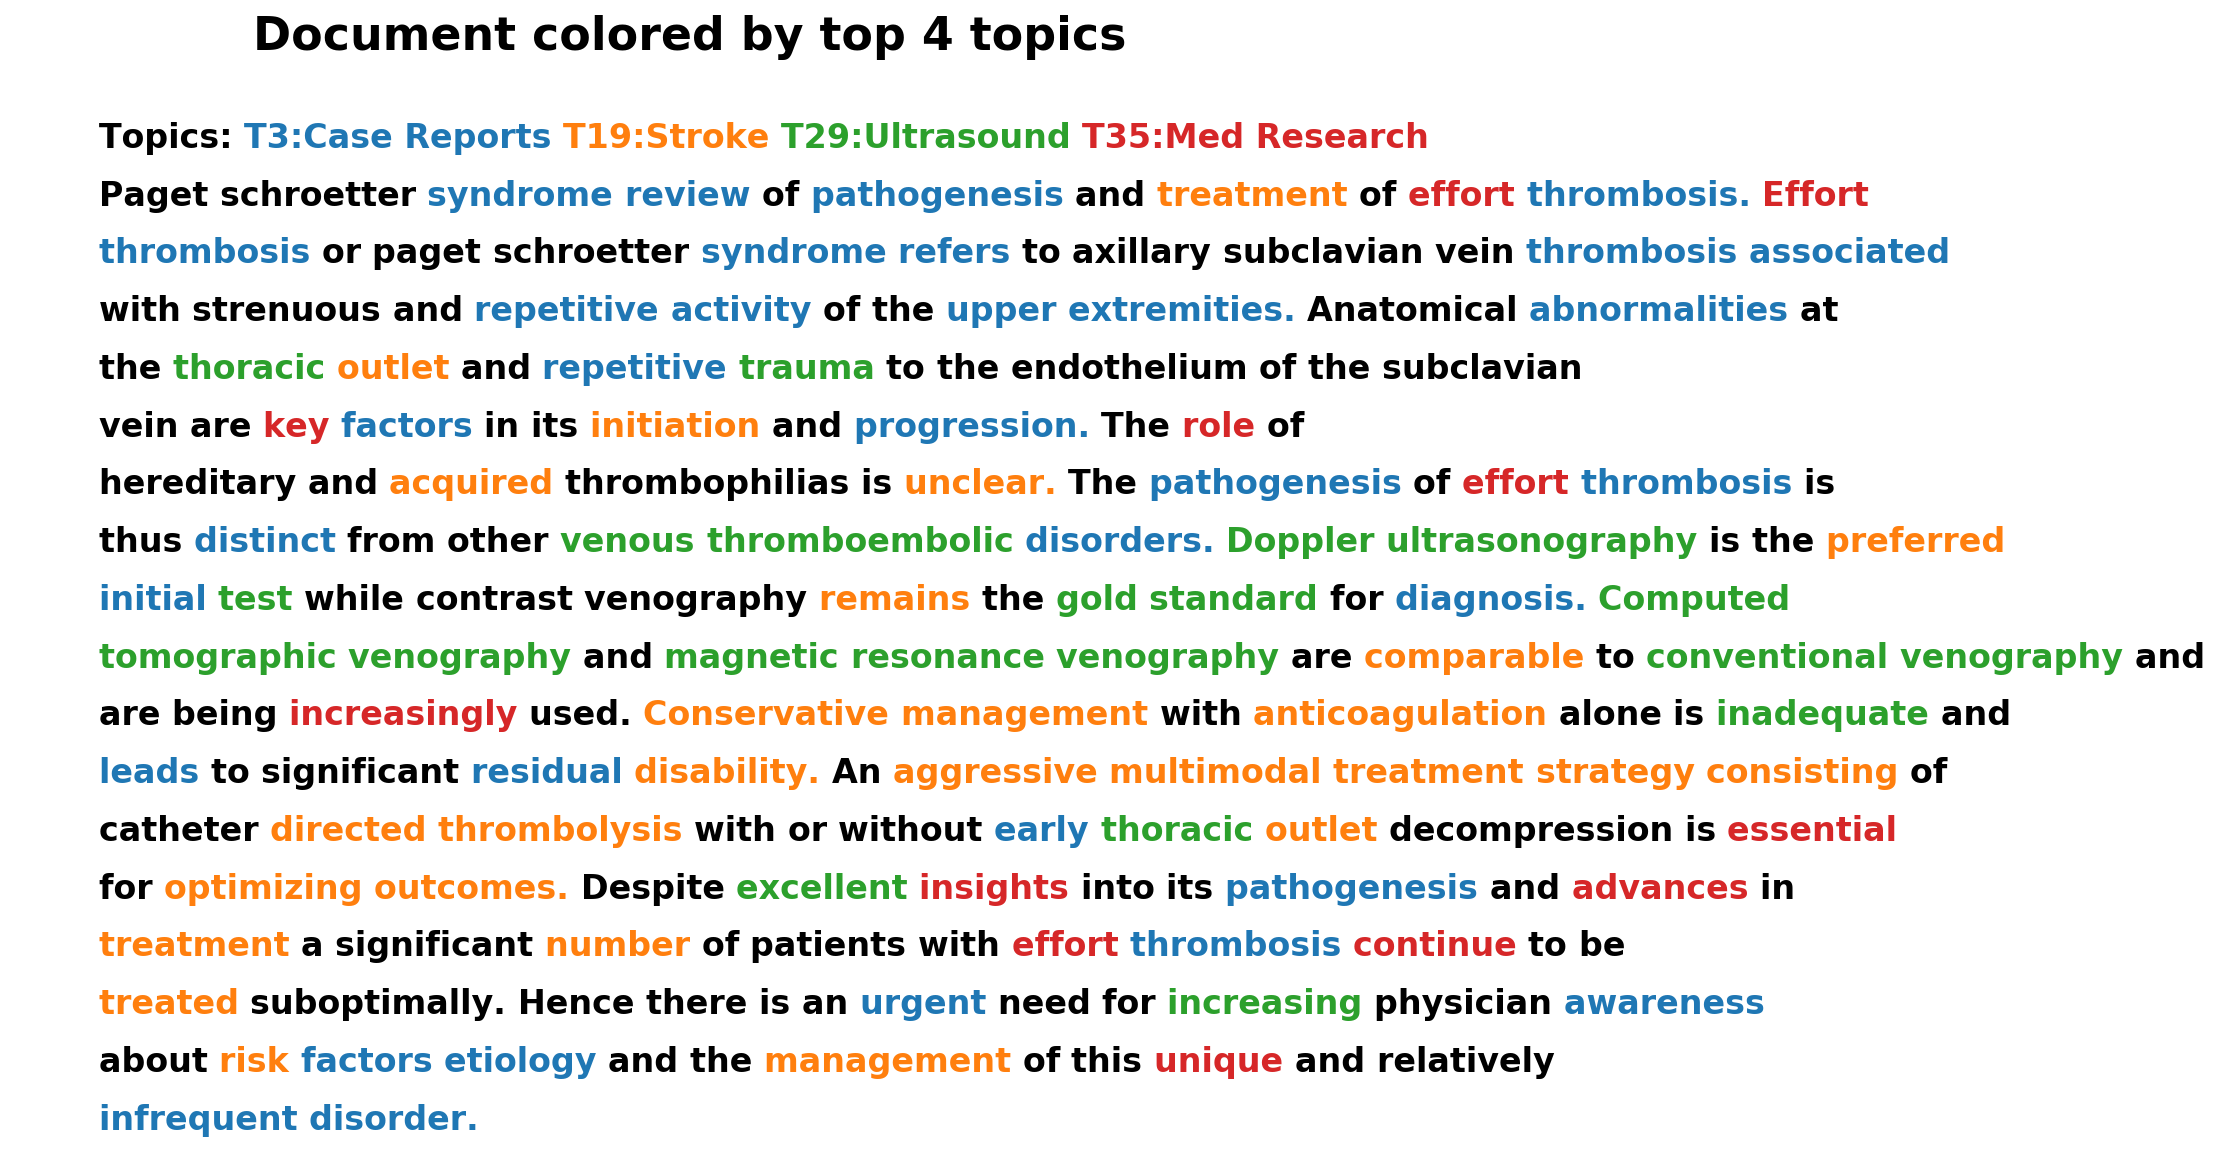 Document colored by top 4 topics
Topics: T3:Case Reports T19:Stroke T29:Ultrasound T35:Med Research
Paget schroetter syndrome review of pathogenesis and treatment of effort thrombosis. Effort
thrombosis or paget schroetter syndrome refers to axillary subclavian vein thrombosis associated
with strenuous and repetitive activity of the upper extremities. Anatomical abnormalities at
the thoracic outlet and repetitive trauma to the endothelium of the subclavian
vein are key factors in its initiation and progression. The role of
hereditary and acquired thrombophilias is unclear. The pathogenesis of effort thrombosis is
thus distinct from other venous thromboembolic disorders. Doppler ultrasonography is the preferred
initial test while contrast venography remains the gold standard for diagnosis. Computed
tomographic venography and magnetic resonance venography are comparable to conventional venography and
are being increasingly used. Conservative management with anticoagulation alone is inadequate and
leads to significant residual disability. An aggressive multimodal treatment strategy consisting of
catheter directed thrombolysis with or without early thoracic outlet decompression is essential
for optimizing outcomes. Despite excellent insights into its pathogenesis and advances in
treatment a significant number of patients with effort thrombosis continue to be
treated suboptimally. Hence there is an urgent need for increasing physician awareness
about risk factors etiology and the management of this unique and relatively
infrequent disorder.